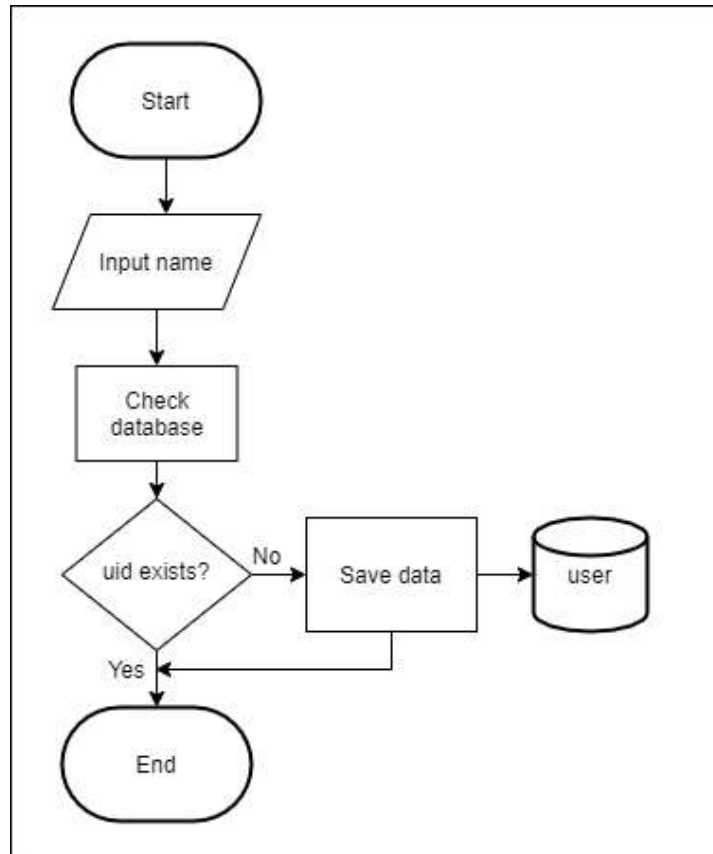 Start
Input name
Check
database
uid exists?
No
Save data
user
Yes
End